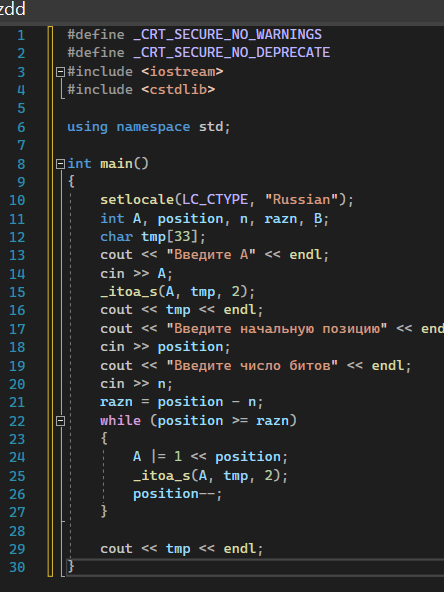 zdd
1 #define _CRT_SECURE_NO_WARNINGS
2 #define _CRT_SECURE_NO_DEPRECATE
3 #include <iostream>
4 #include <cstdlib>
5
6 using namespace std;
7
8 int main()
9 {
10 setlocale(LC_CTYPE, "Russian");
11 int A, position, n, razn, B;
12 char tmp[33];
13 cout << "Введите А" << endl;
14 cin >> A;
15 _itoa_s(A, tmp, 2);
16 cout << tmp << endl;
17 cout << "Введите начальную позицию" << end
18 cin >> position;
19 cout << "Введите число битов" << endl;
20 cin >> n;
21 razn = position - n;
22 while (position >= razn)
23 {
24 A |= 1 << position;
25 _itoa_s(A, tmp, 2);
26 position--;
27 }
28
29 cout << tmp << endl;
30 }